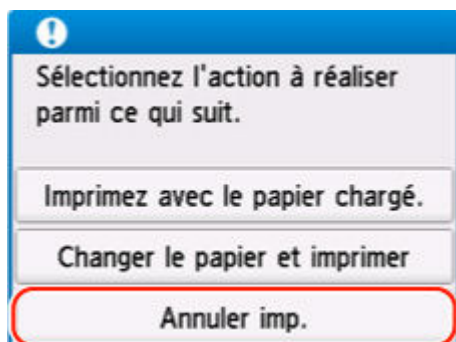 Sélectionnez l'action à réaliser
parmi ce qui suit.
Imprimez avec le papier chargé.
Changer le papier et imprimer
Annuler imp.